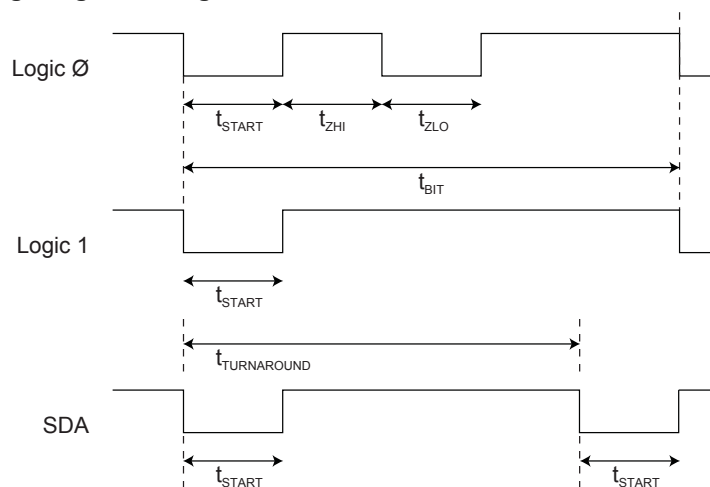 Logic Ø
tSTART tZHI tZLO
tBIT
Logic 1
tSTART
tTURNAROUND
SDA
tSTART tSTART